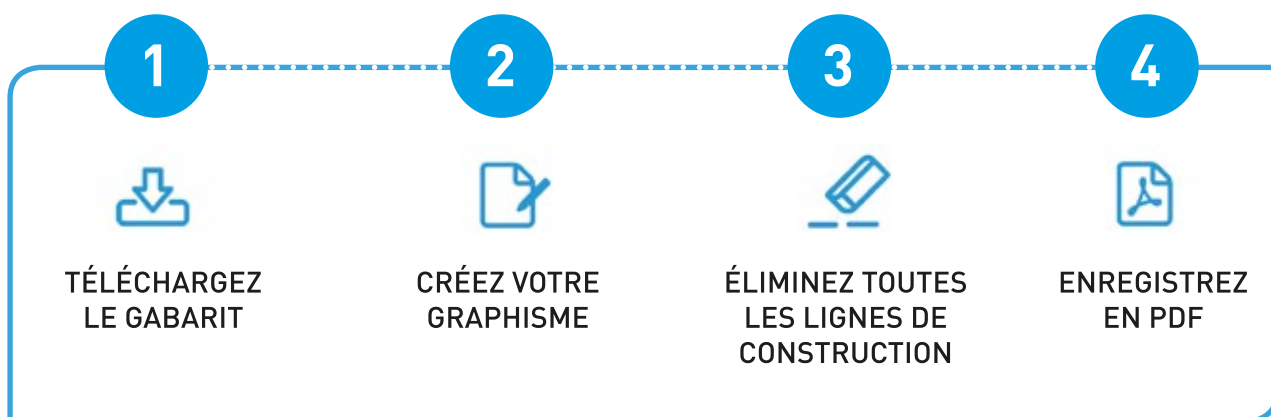 1
2
3
4
TÉLÉCHARGEZ
LE GABARIT
CRÉEZ VOTRE
GRAPHISME
ÉLIMINEZ TOUTES
LES LIGNES DE
CONSTRUCTION
ENREGISTREZ
EN PDF